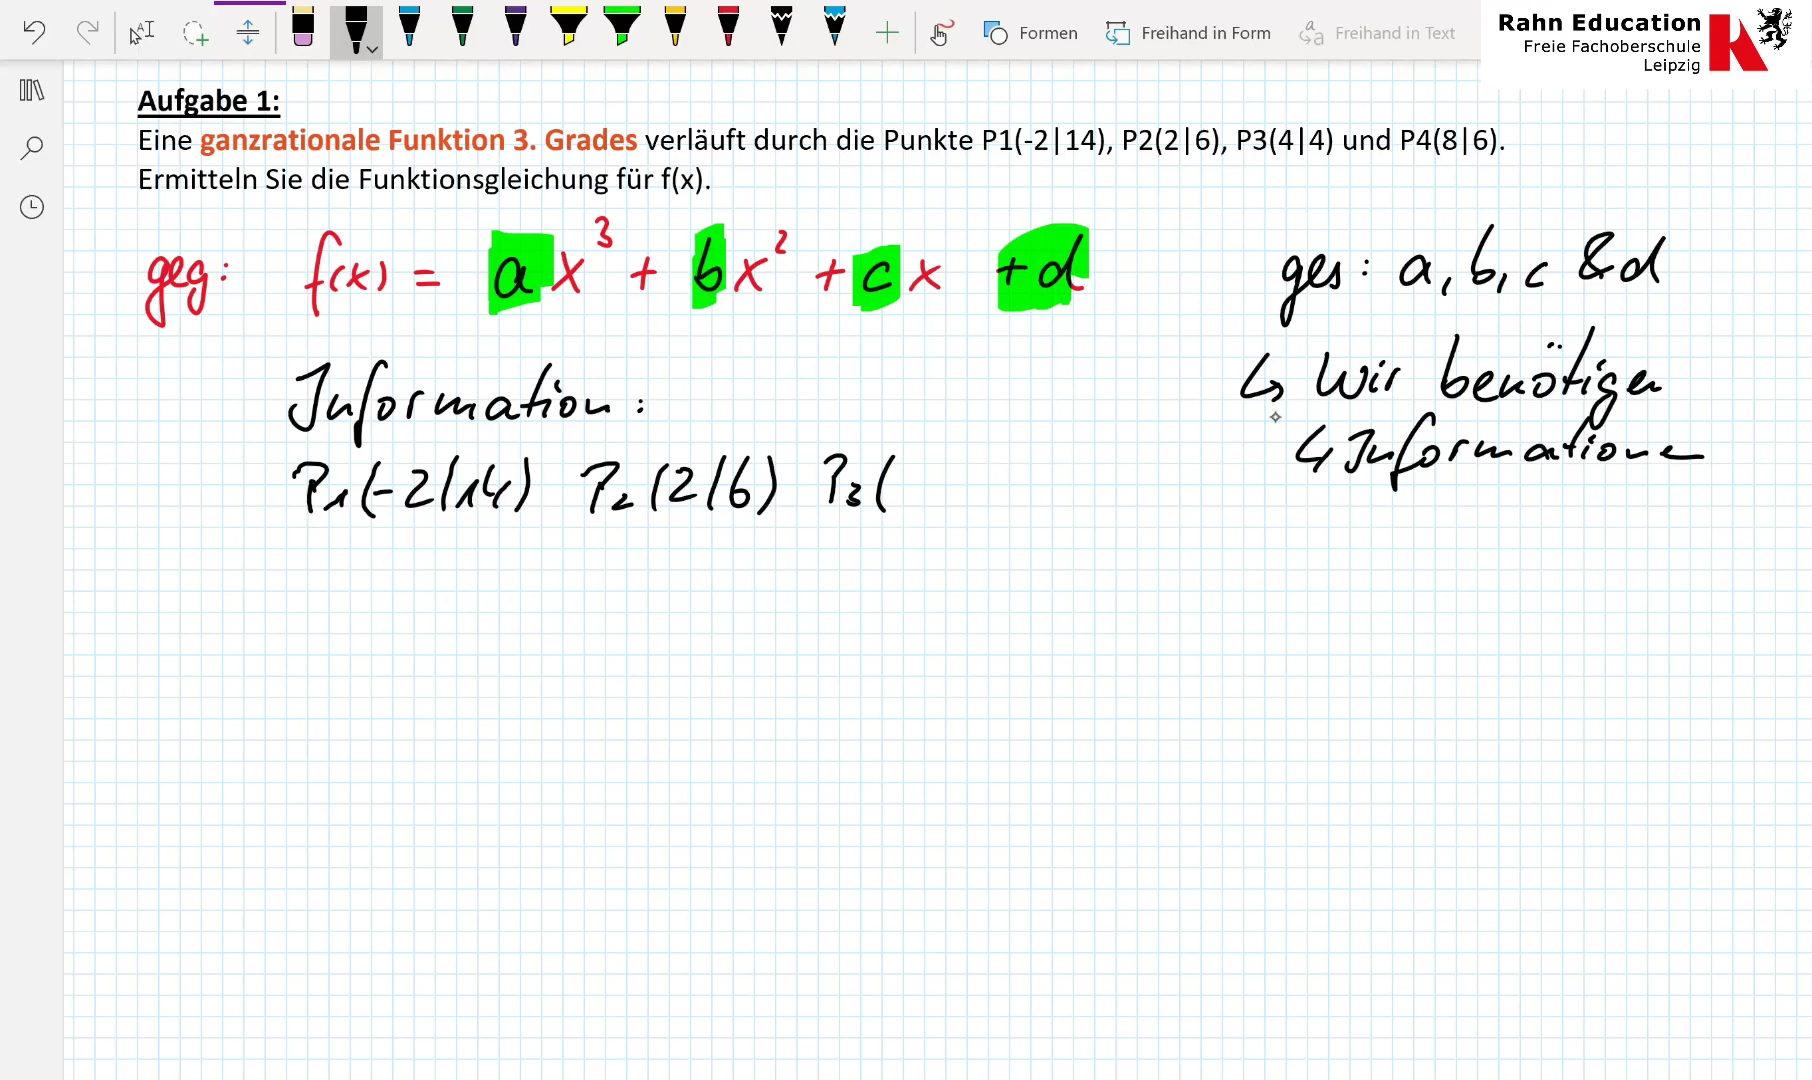 Formen
Freihand in Form
Freihand in Text
Rahn Education
Freie Fachoberschule
Leipzig
Aufgabe 1:
Eine ganzrationale Funktion 3. Grades verläuft durch die Punkte P1(-2|14), P2(2|6), P3(4|4) und P4(8|6).
Ermitteln Sie die Funktionsgleichung für f(x).
geg: f(x) = ax³ + bx² + cx + d
ges: a, b, c & d
↳ Wir benötigen
4 Informationen
Information:
P₁(-2|14) P₂(2|6) P₃(